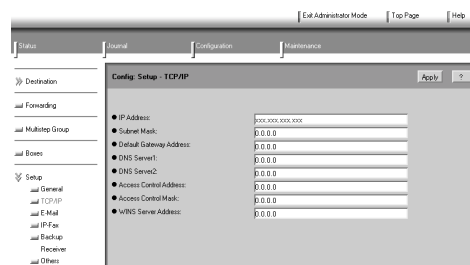 Exit Administrator Mode
Top Page
Help
Status
Journal
Configuration
Maintenance
Destination
Forwarding
Multistep Group
Boxes
Setup
General
TCP/IP
E-Mail
IP-Fax
Backup
Receiver
Others
Config: Setup - TCP/IP
Apply
?
IP Address: xxx.xxx.xxx.xxx
Subnet Mask: 0.0.0.0
Default Gateway Address: 0.0.0.0
DNS Server1: 0.0.0.0
DNS Server2: 0.0.0.0
Access Control Address: 0.0.0.0
Access Control Mask: 0.0.0.0
WINS Server Address: 0.0.0.0